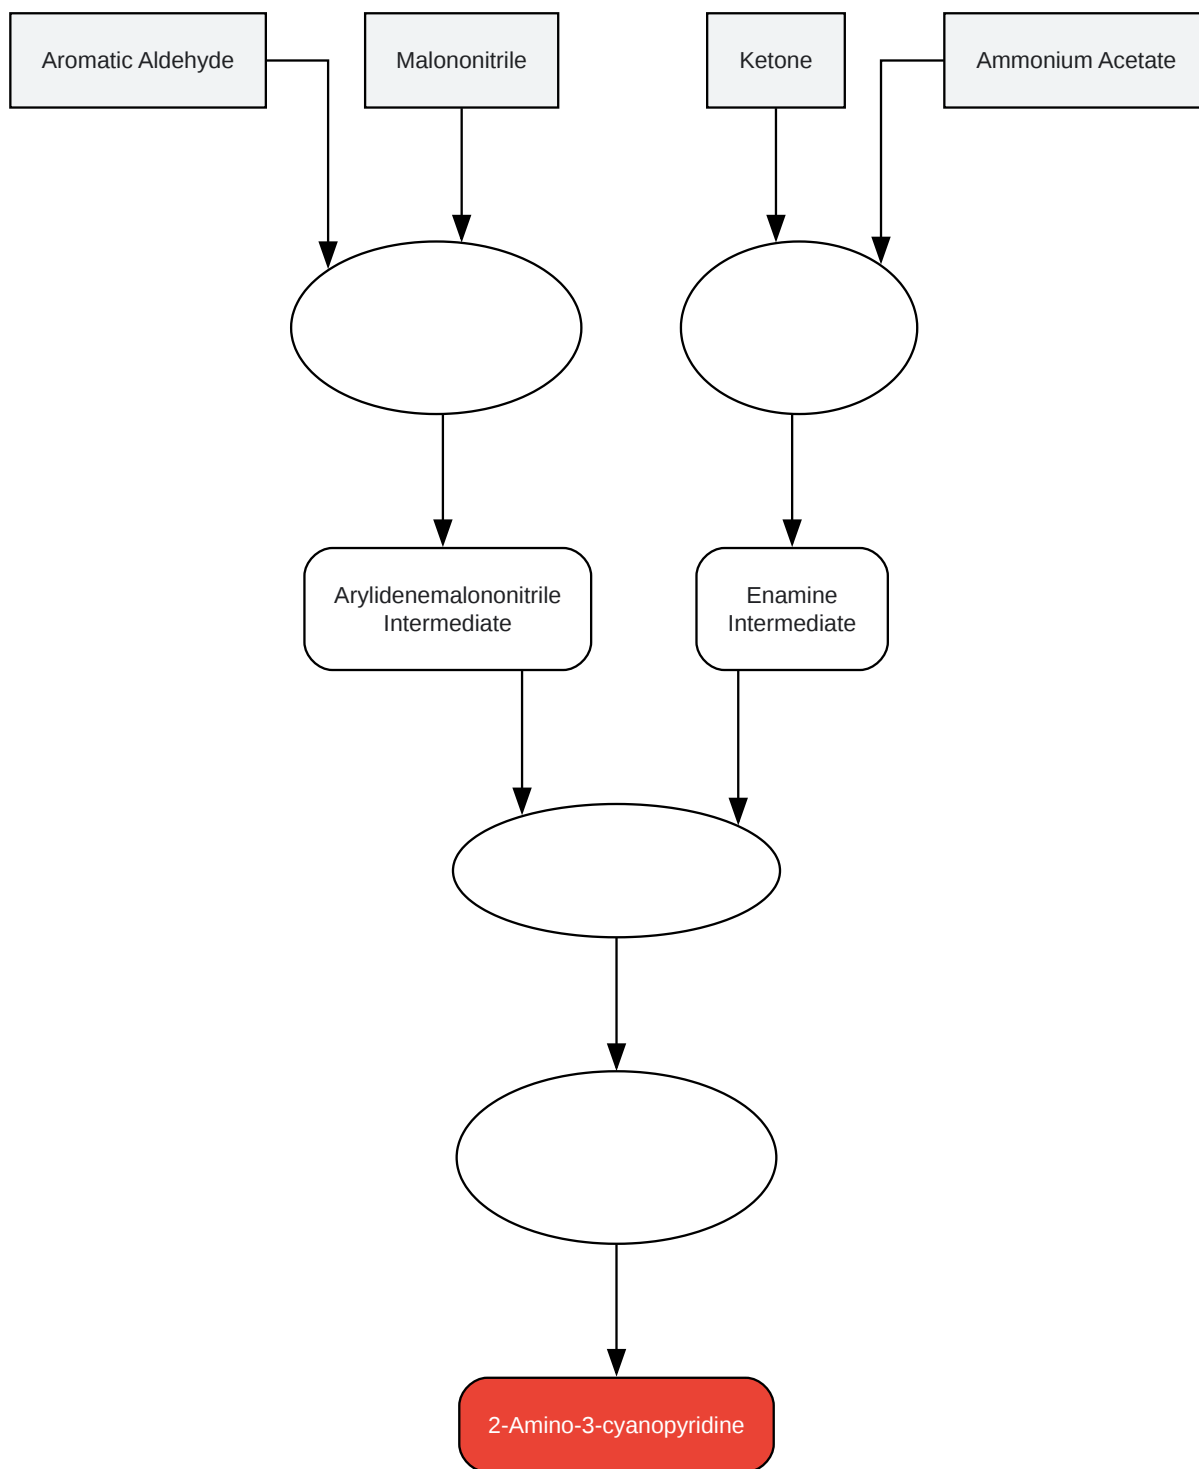 Aromatic Aldehyde
Malononitrile
Ketone
Ammonium Acetate
Arylidenemalononitrile
Intermediate
Enamine
Intermediate
2-Amino-3-cyanopyridine